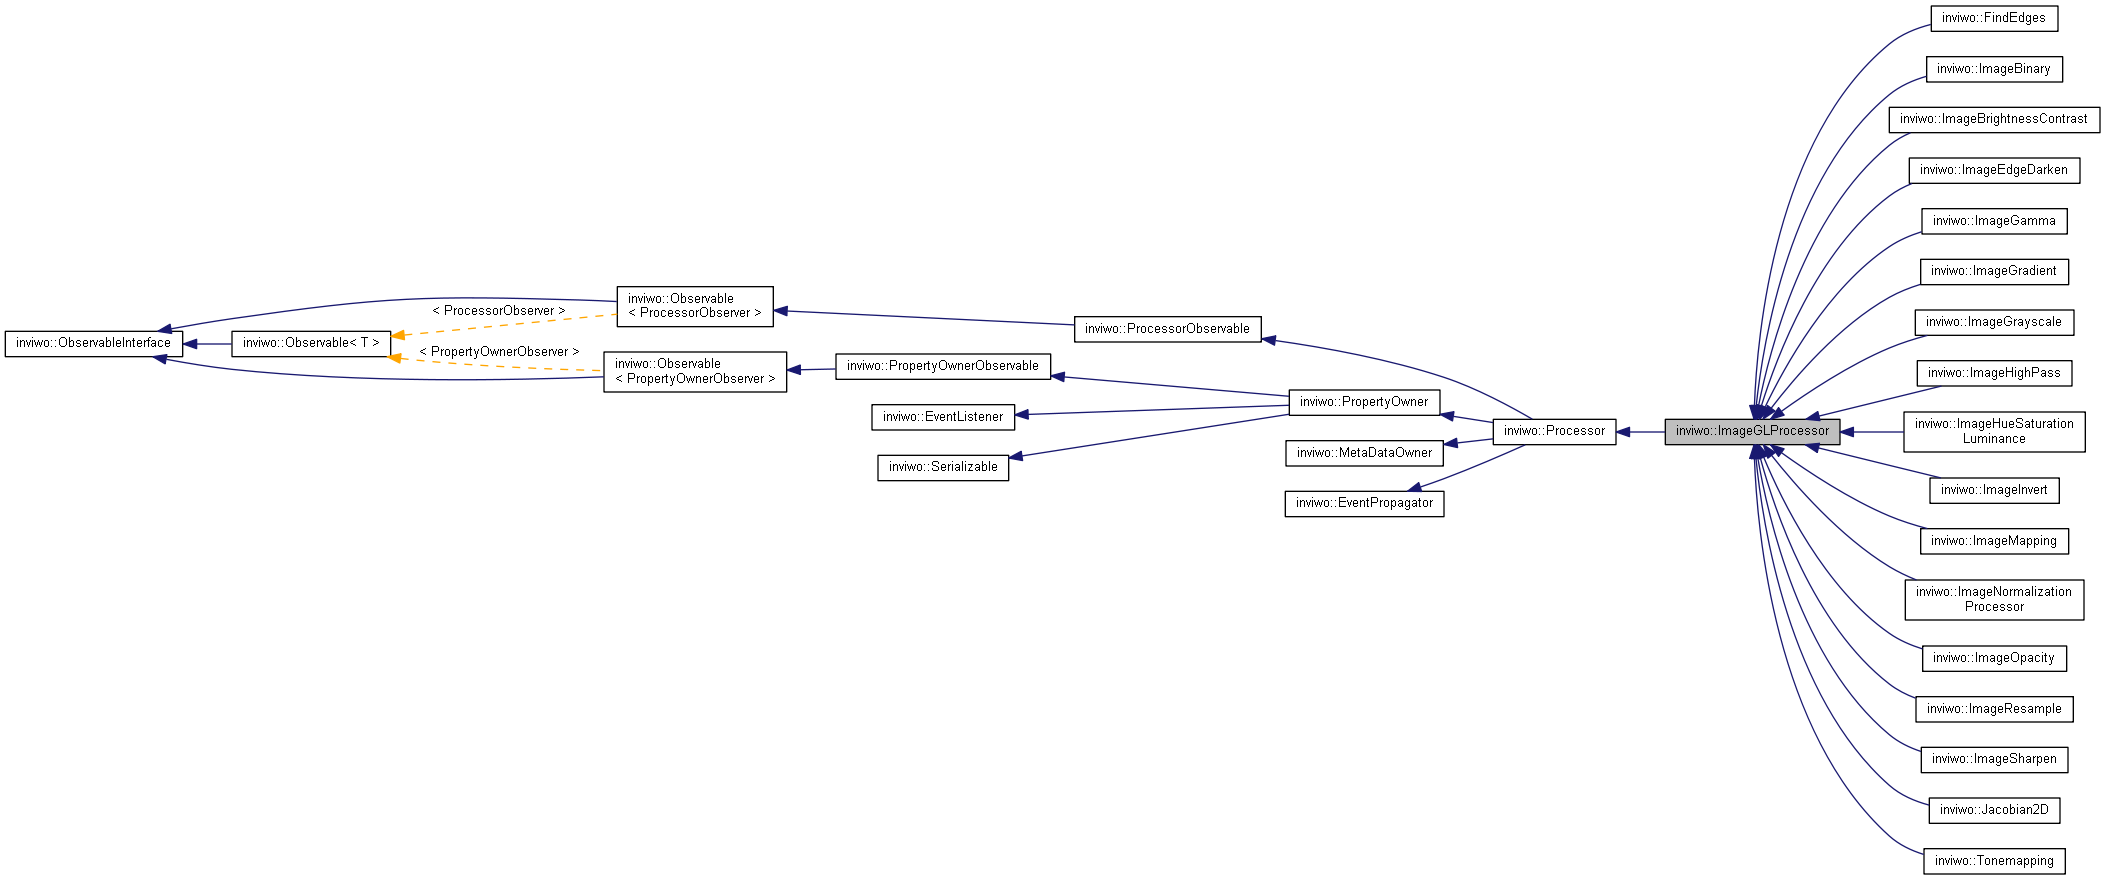 inviwo::FindEdges
inviwo::ImageBinary
inviwo::ImageBrightnessContrast
inviwo::ImageEdgeDarken
inviwo::ImageGamma
inviwo::ImageGradient
inviwo::ImageGrayscale
inviwo::ImageHighPass
inviwo::ImageHueSaturation
Luminance
inviwo::ImageInvert
inviwo::ImageMapping
inviwo::ImageNormalization
Processor
inviwo::ImageOpacity
inviwo::ImageResample
inviwo::ImageSharpen
inviwo::Jacobian2D
inviwo::Tonemapping
inviwo::ImageGLProcessor
inviwo::Processor
inviwo::ProcessorObservable
inviwo::Observable
< ProcessorObserver >
< ProcessorObserver >
inviwo::ObservableInterface
inviwo::Observable< T >
< PropertyOwnerObserver >
inviwo::Observable
< PropertyOwnerObserver >
inviwo::PropertyOwnerObservable
inviwo::PropertyOwner
inviwo::EventListener
inviwo::Serializable
inviwo::MetaDataOwner
inviwo::EventPropagator